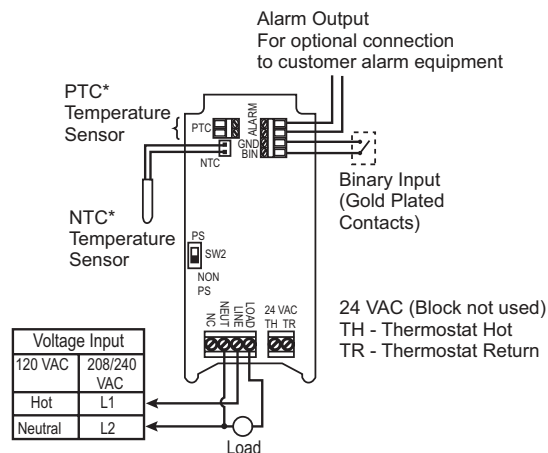 Alarm Output
For optional connection
to customer alarm equipment
PTC*
Temperature
Sensor
PTC
ALARM
GND
BIN
NTC
Binary Input
(Gold Plated
Contacts)
NTC*
Temperature
Sensor
PS
SW2
NON
PS
NC
NEUT
LINE
LOAD
24 VAC
TH TR
24 VAC (Block not used)
TH - Thermostat Hot
TR - Thermostat Return
Voltage Input
120 VAC 208/240
VAC
Hot L1
Neutral L2
Load